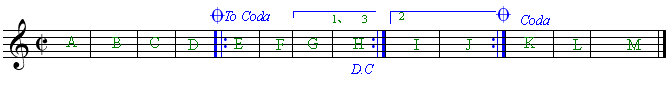 To Coda 1、 3 2 Coda
A B C D E F G H I J K L M
D.C